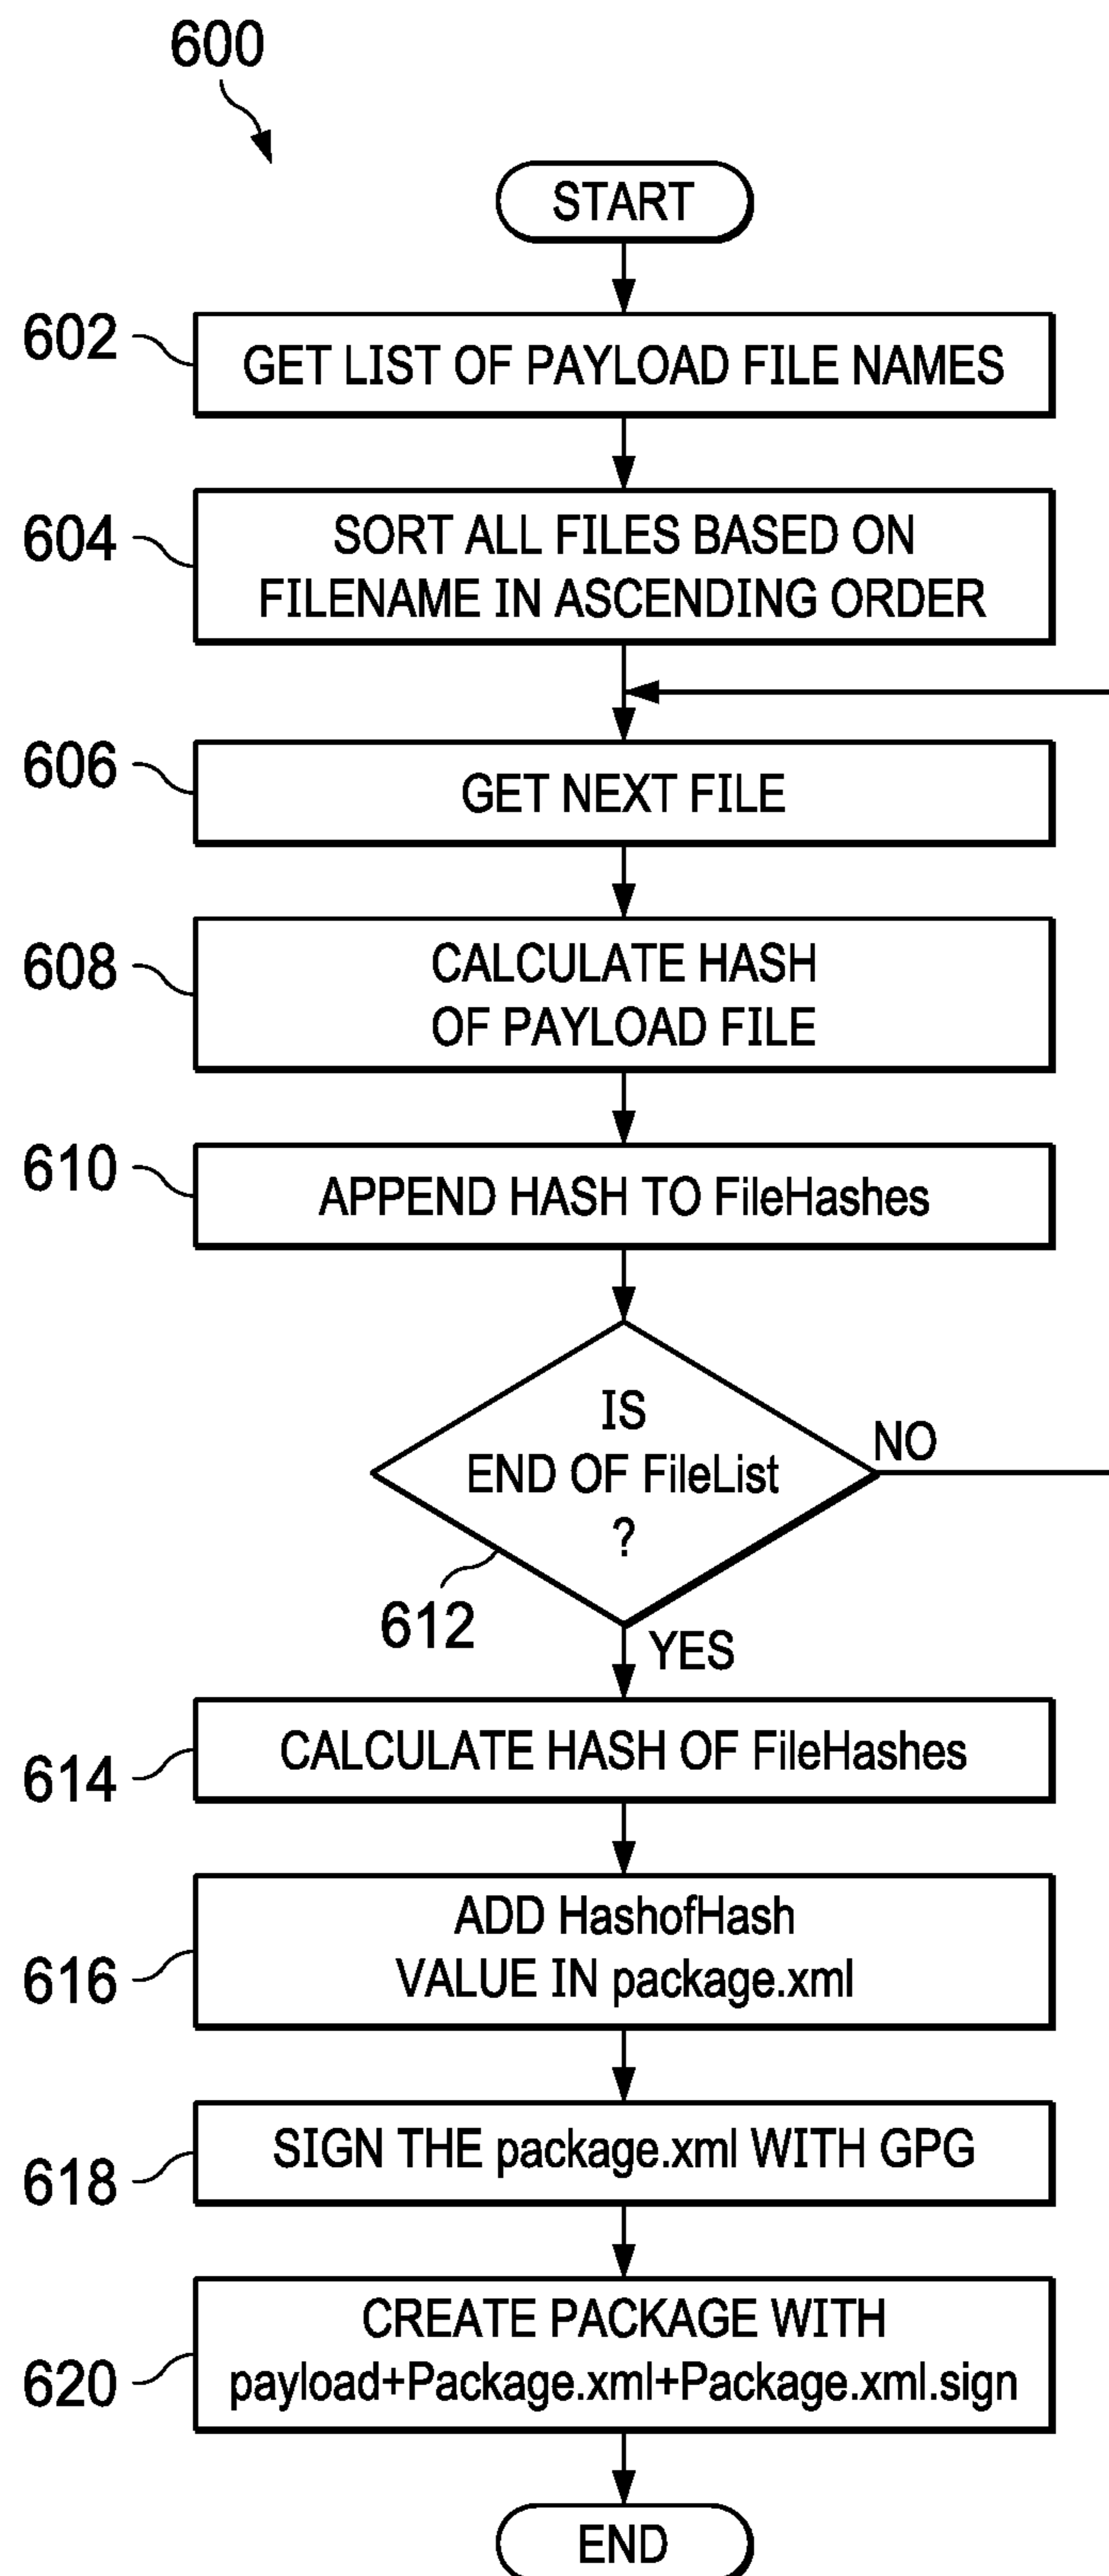 600
START
602
GET LIST OF PAYLOAD FILE NAMES
604
SORT ALL FILES BASED ON
FILENAME IN ASCENDING ORDER
606
GET NEXT FILE
608
CALCULATE HASH
OF PAYLOAD FILE
610
APPEND HASH TO FileHashes
IS
END OF FileList
?
NO
612
YES
614
CALCULATE HASH OF FileHashes
616
ADD HashofHash
VALUE IN package.xml
618
SIGN THE package.xml WITH GPG
620
CREATE PACKAGE WITH
payload+Package.xml+Package.xml.sign
END